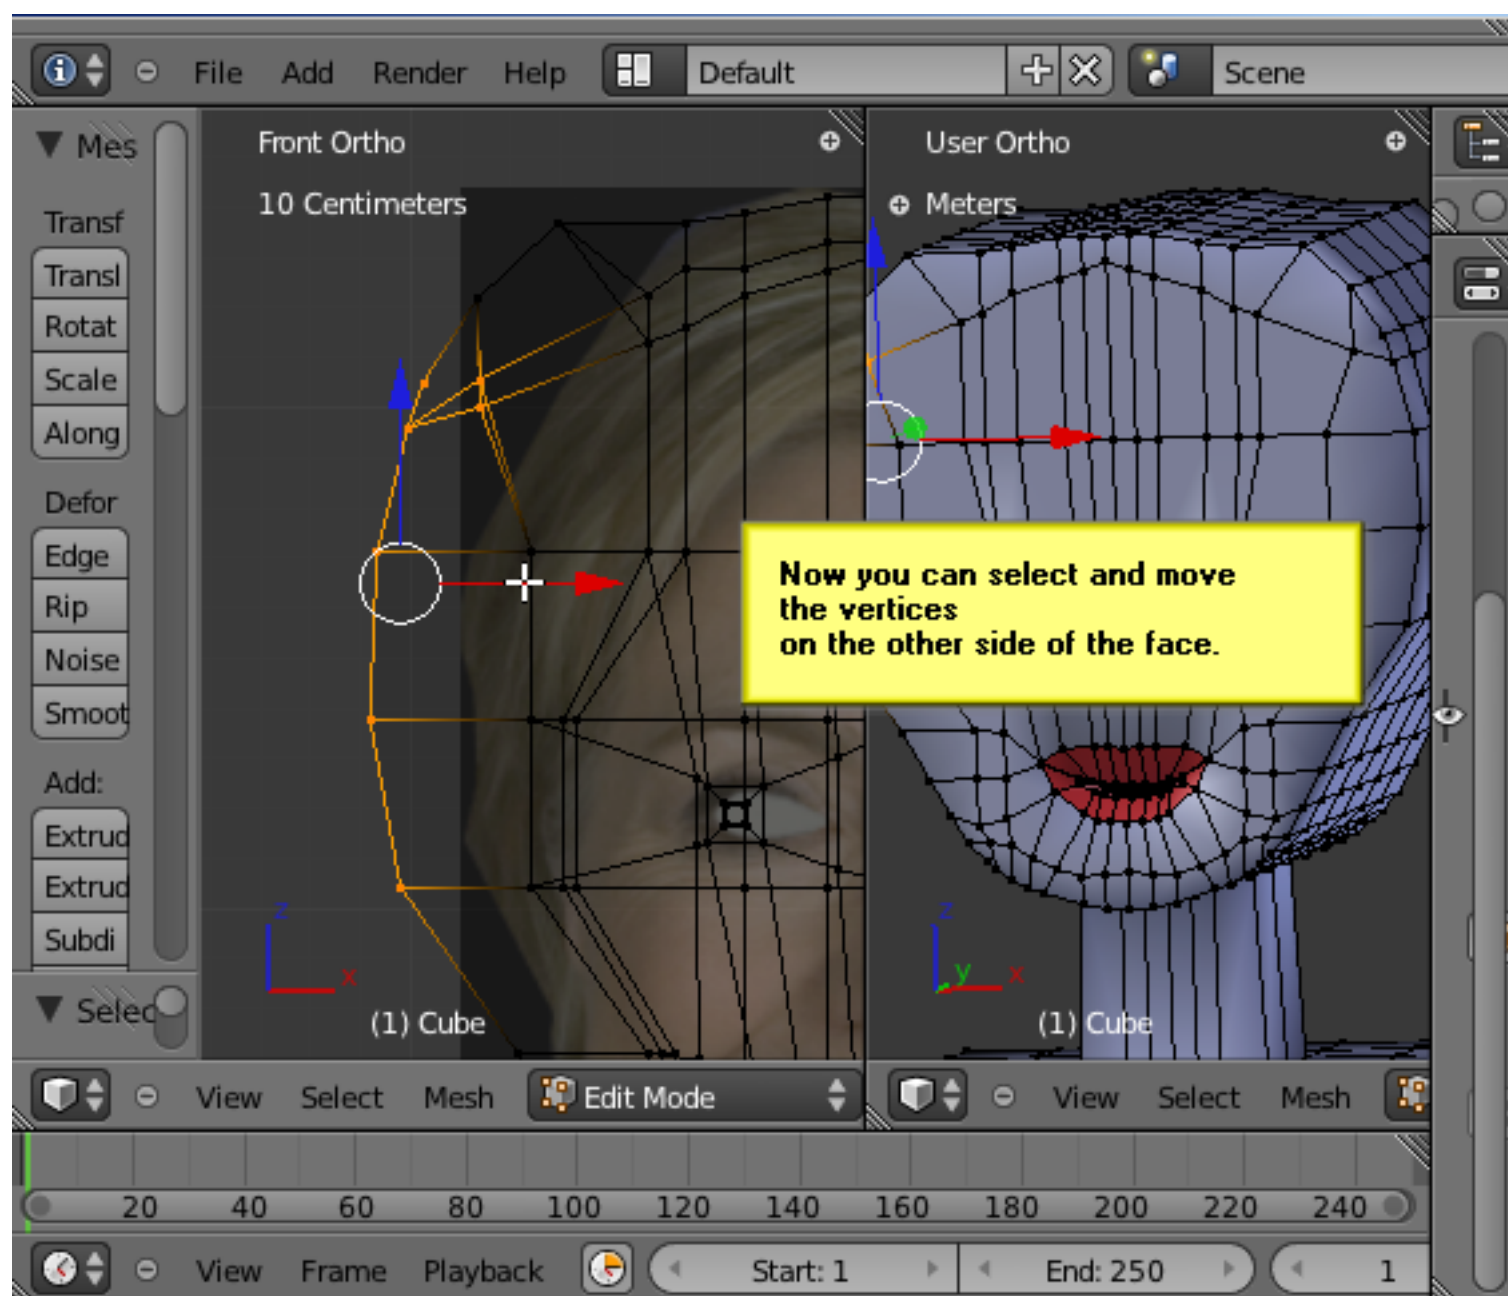 File Add Render Help Default Scene
Mes
Transf
Transl
Rotat
Scale
Along
Defor
Edge
Rip
Noise
Smoot
Add:
Extrud
Extrud
Subdi
Selec
Front Ortho
10 Centimeters
z
x
(1) Cube
User Ortho
Meters
Now you can select and move
the vertices
on the other side of the face.
z
y
x
(1) Cube
View Select Mesh Edit Mode
View Select Mesh
20 40 60 80 100 120 140 160 180 200 220 240
View Frame Playback Start: 1 End: 250 1